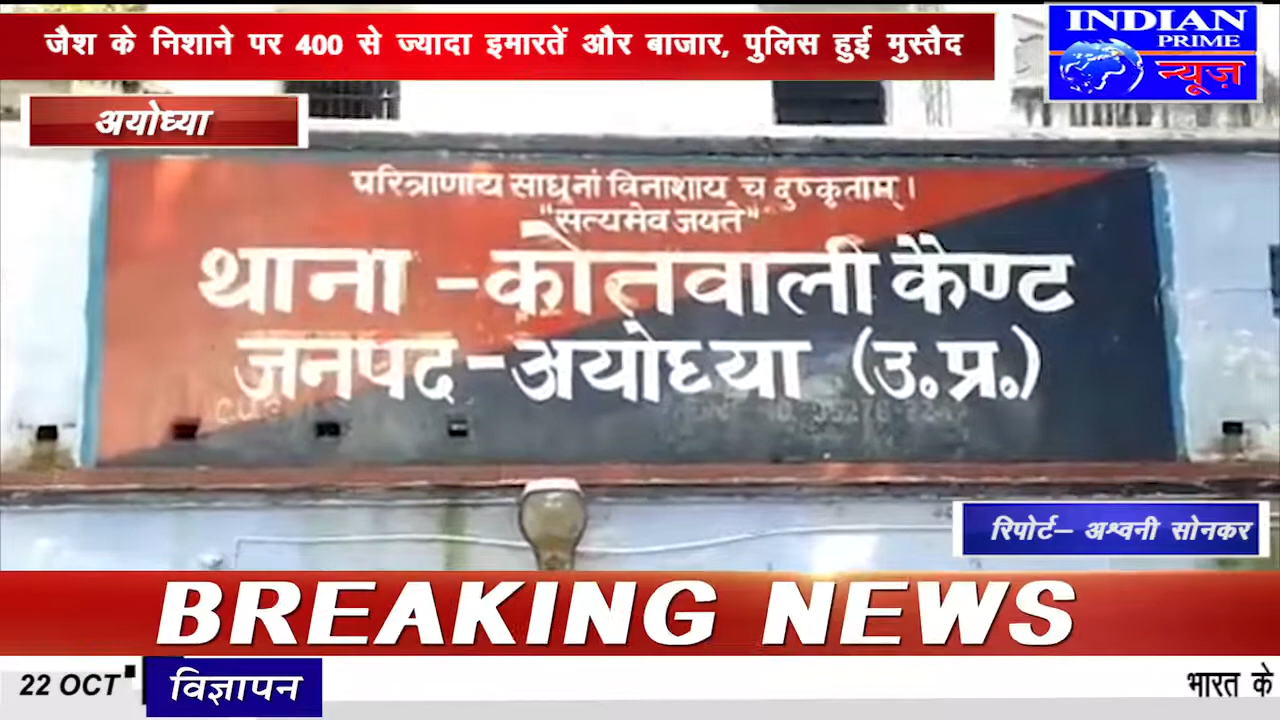 जैश के निशाने पर 400 से ज्यादा इमारतें और बाजार, पुलिस हुई मुस्तैद
INDIAN
PRIME
न्यूज़
अयोध्या
परित्राणाय साधूनां विनाशाय च दुष्कृताम्।
"सत्यमेव जयते"
थाना -कोतवाली कैण्ट
जनपद-अयोध्या (उ.प्र.)
रिपोर्ट- अश्वनी सोनकर
BREAKING NEWS
22 OCT
विज्ञापन
भारत के